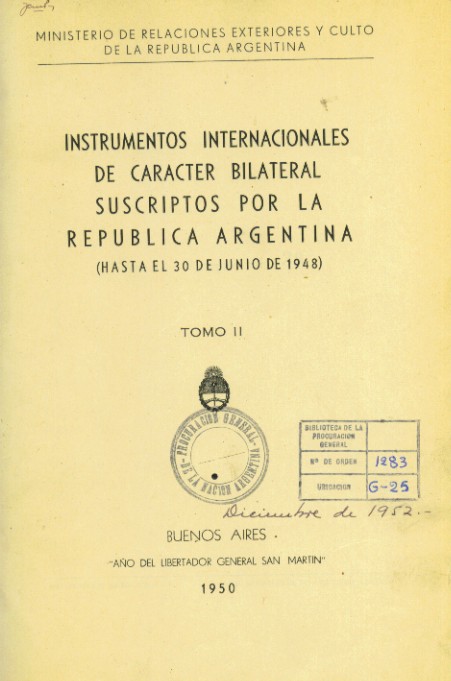 MINISTERIO DE RELACIONES EXTERIORES Y CULTO
DE LA REPUBLICA ARGENTINA
INSTRUMENTOS INTERNACIONALES
DE CARACTER BILATERAL
SUSCRIPTOS POR LA
REPUBLICA ARGENTINA
(HASTA EL 30 DE JUNIO DE 1948)
TOMO II
PROCURACION GENERAL
BIBLIOTECA DE LA
PROCURACION
GENERAL
Nº DE ORDEN 1283
UBICACION G-25
Diciembre de 1952.-
BUENOS AIRES
"AÑO DEL LIBERTADOR GENERAL SAN MARTIN"
1950